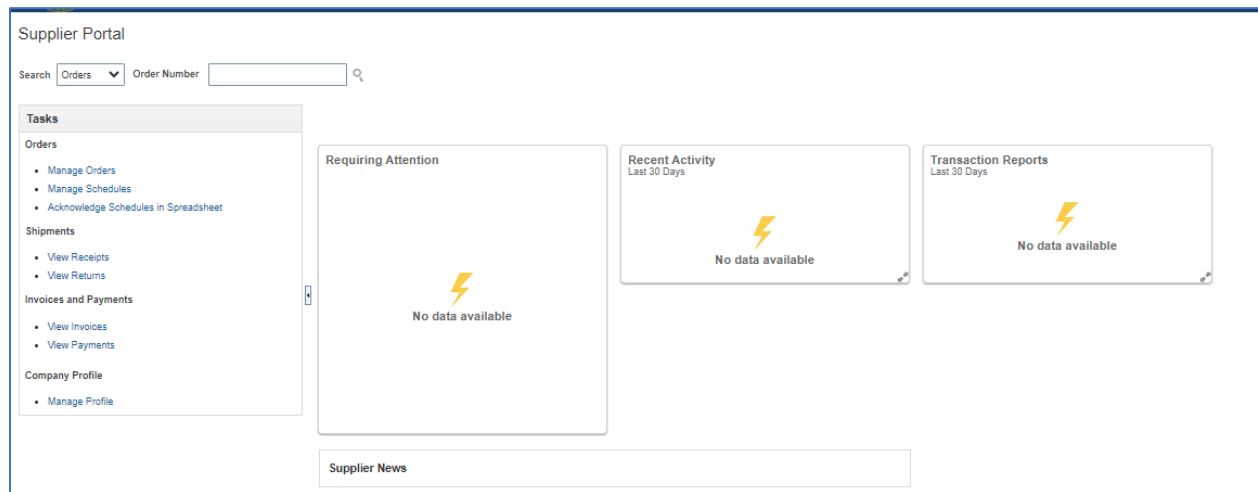 Supplier Portal
Search Orders Order Number
Tasks
Orders
Manage Orders
Manage Schedules
Acknowledge Schedules in Spreadsheet
Shipments
View Receipts
View Returns
Invoices and Payments
View Invoices
View Payments
Company Profile
Manage Profile
Requiring Attention
No data available
Recent Activity
Last 30 Days
No data available
Transaction Reports
Last 30 Days
No data available
Supplier News